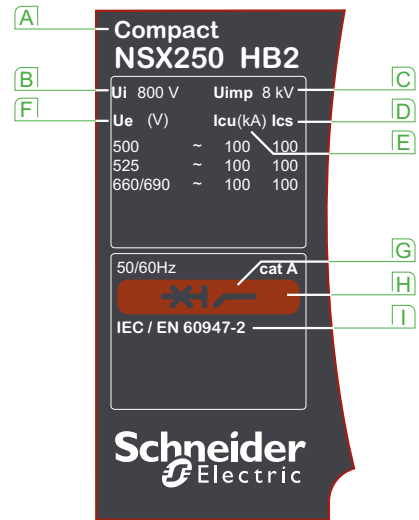 A
Compact
NSX250 HB2
B
Ui 800 V Uimp 8 kV
C
F
Ue (V) Icu(kA) Ics
D
E
500 ~ 100 100
525 ~ 100 100
660/690 ~ 100 100
G
50/60Hz cat A
H
IEC / EN 60947-2
I
Schneider
Electric